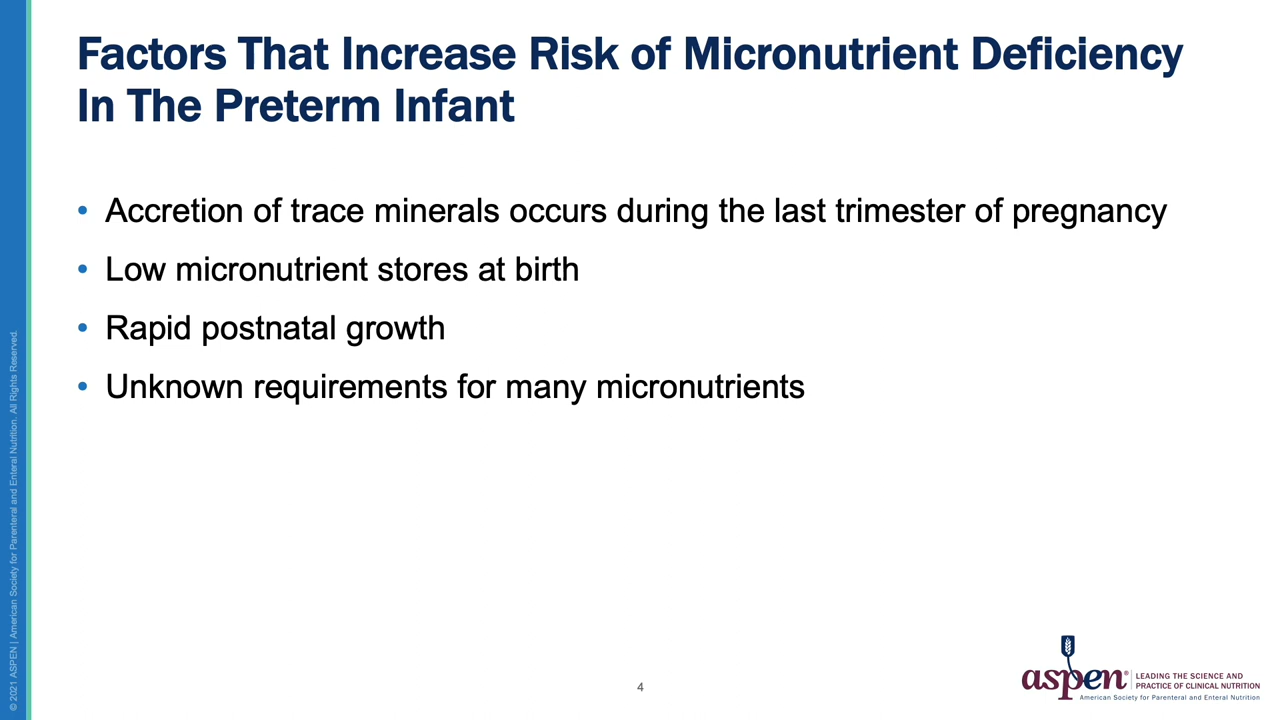 Factors That Increase Risk of Micronutrient Deficiency
In The Preterm Infant
• Accretion of trace minerals occurs during the last trimester of pregnancy
• Low micronutrient stores at birth
• Rapid postnatal growth
• Unknown requirements for many micronutrients
© 2021 ASPEN | American Society for Parenteral and Enteral Nutrition. All Rights Reserved.
4
aspen®
LEADING THE SCIENCE AND
PRACTICE OF CLINICAL NUTRITION
American Society for Parenteral and Enteral Nutrition